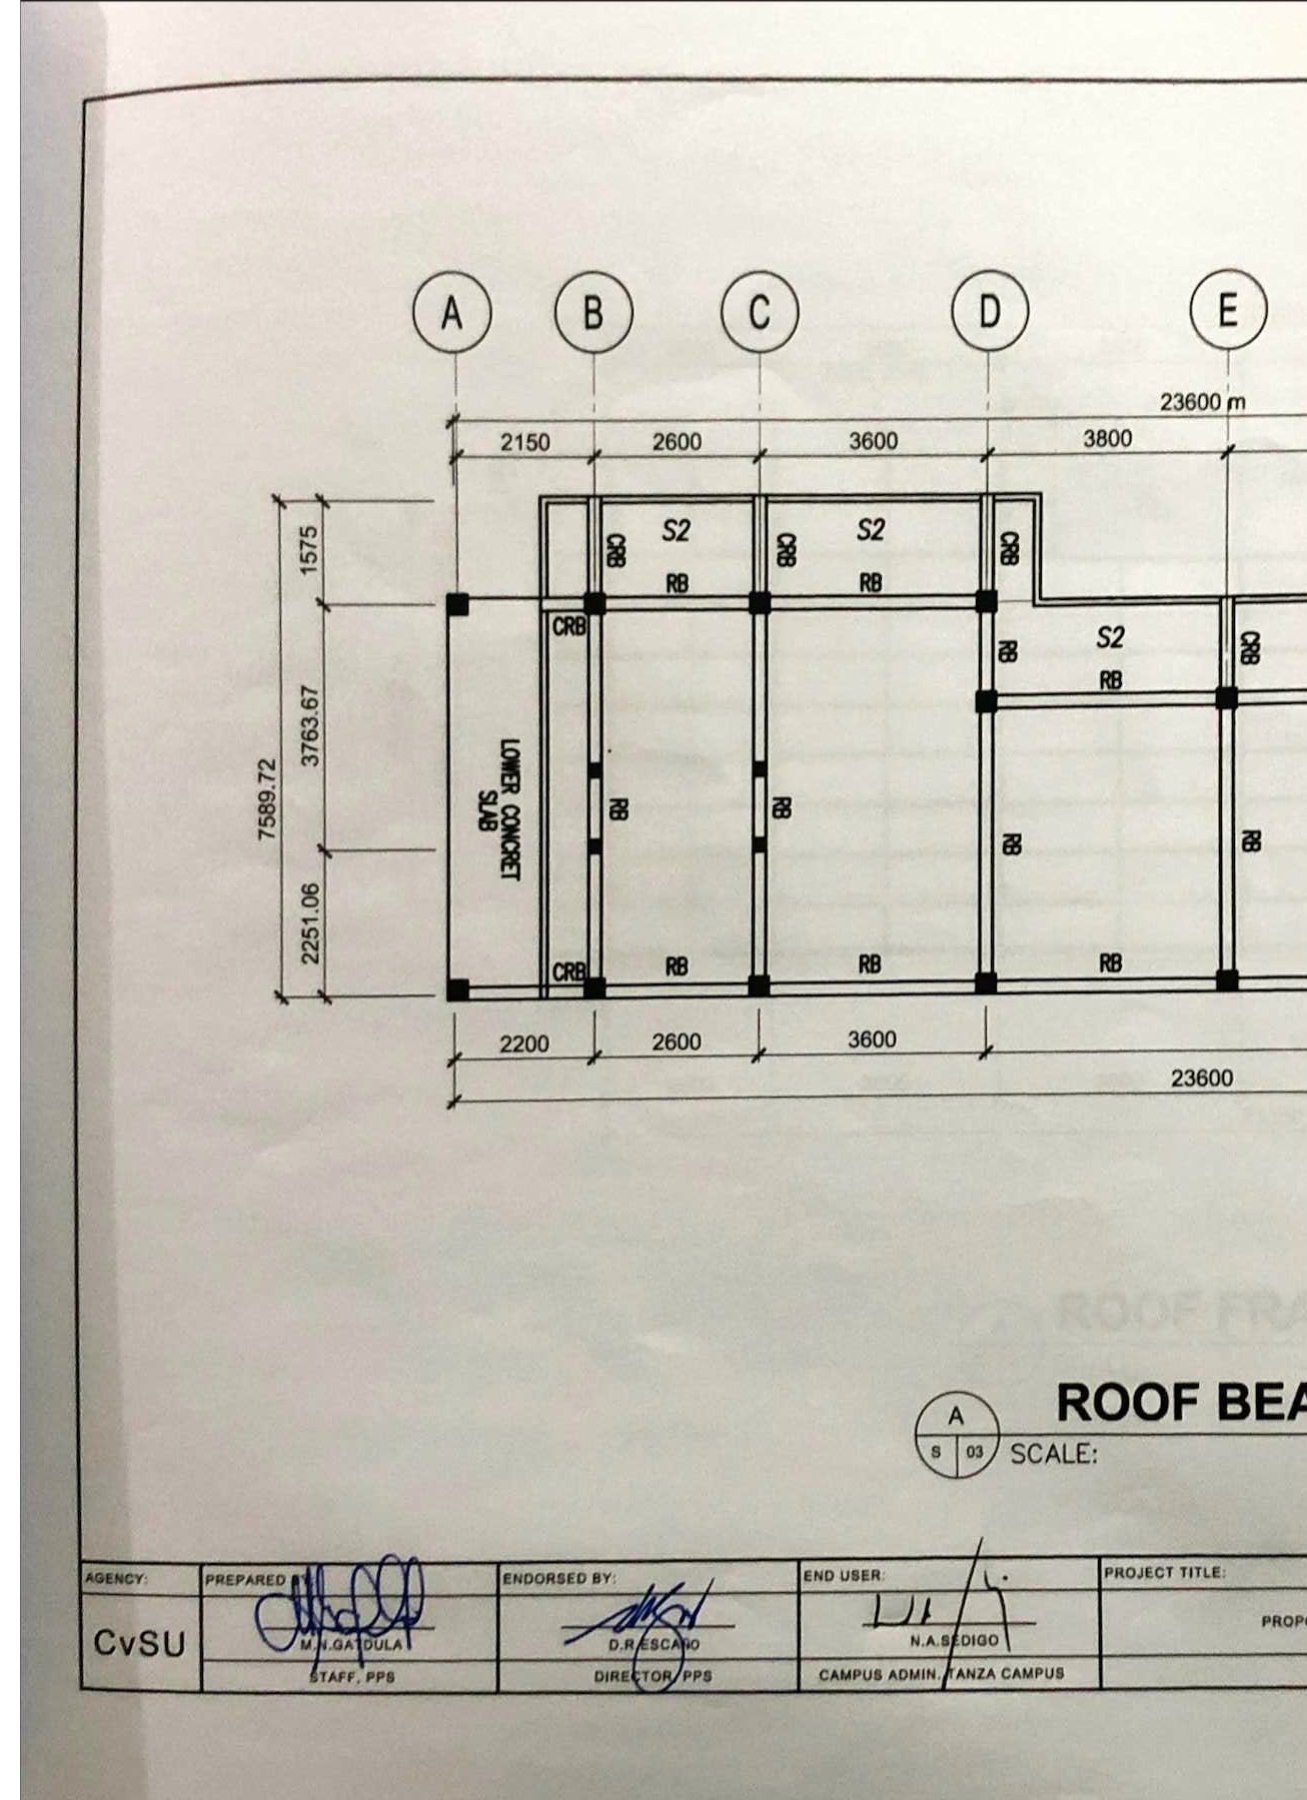 A B C D E
23600 m
2150 2600 3600 3800
1575
3763.67
2251.06
7589.72
CRB S2 CRB S2 CRB
RB RB
CRB RB S2 CRB
RB
LOWER CONCRET
SLAB
RB RB RB RB
CRB RB RB RB
2200 2600 3600
23600
ROOF FRA
A
S 03
ROOF BEA
SCALE:
AGENCY: PREPARED ENDORSED BY: END USER: PROJECT TITLE:
CvSU M.N.GATDULA D.R.ESCAÑO N.A.SEDIGO PROP
STAFF, PPS DIRECTOR, PPS CAMPUS ADMIN. TANZA CAMPUS